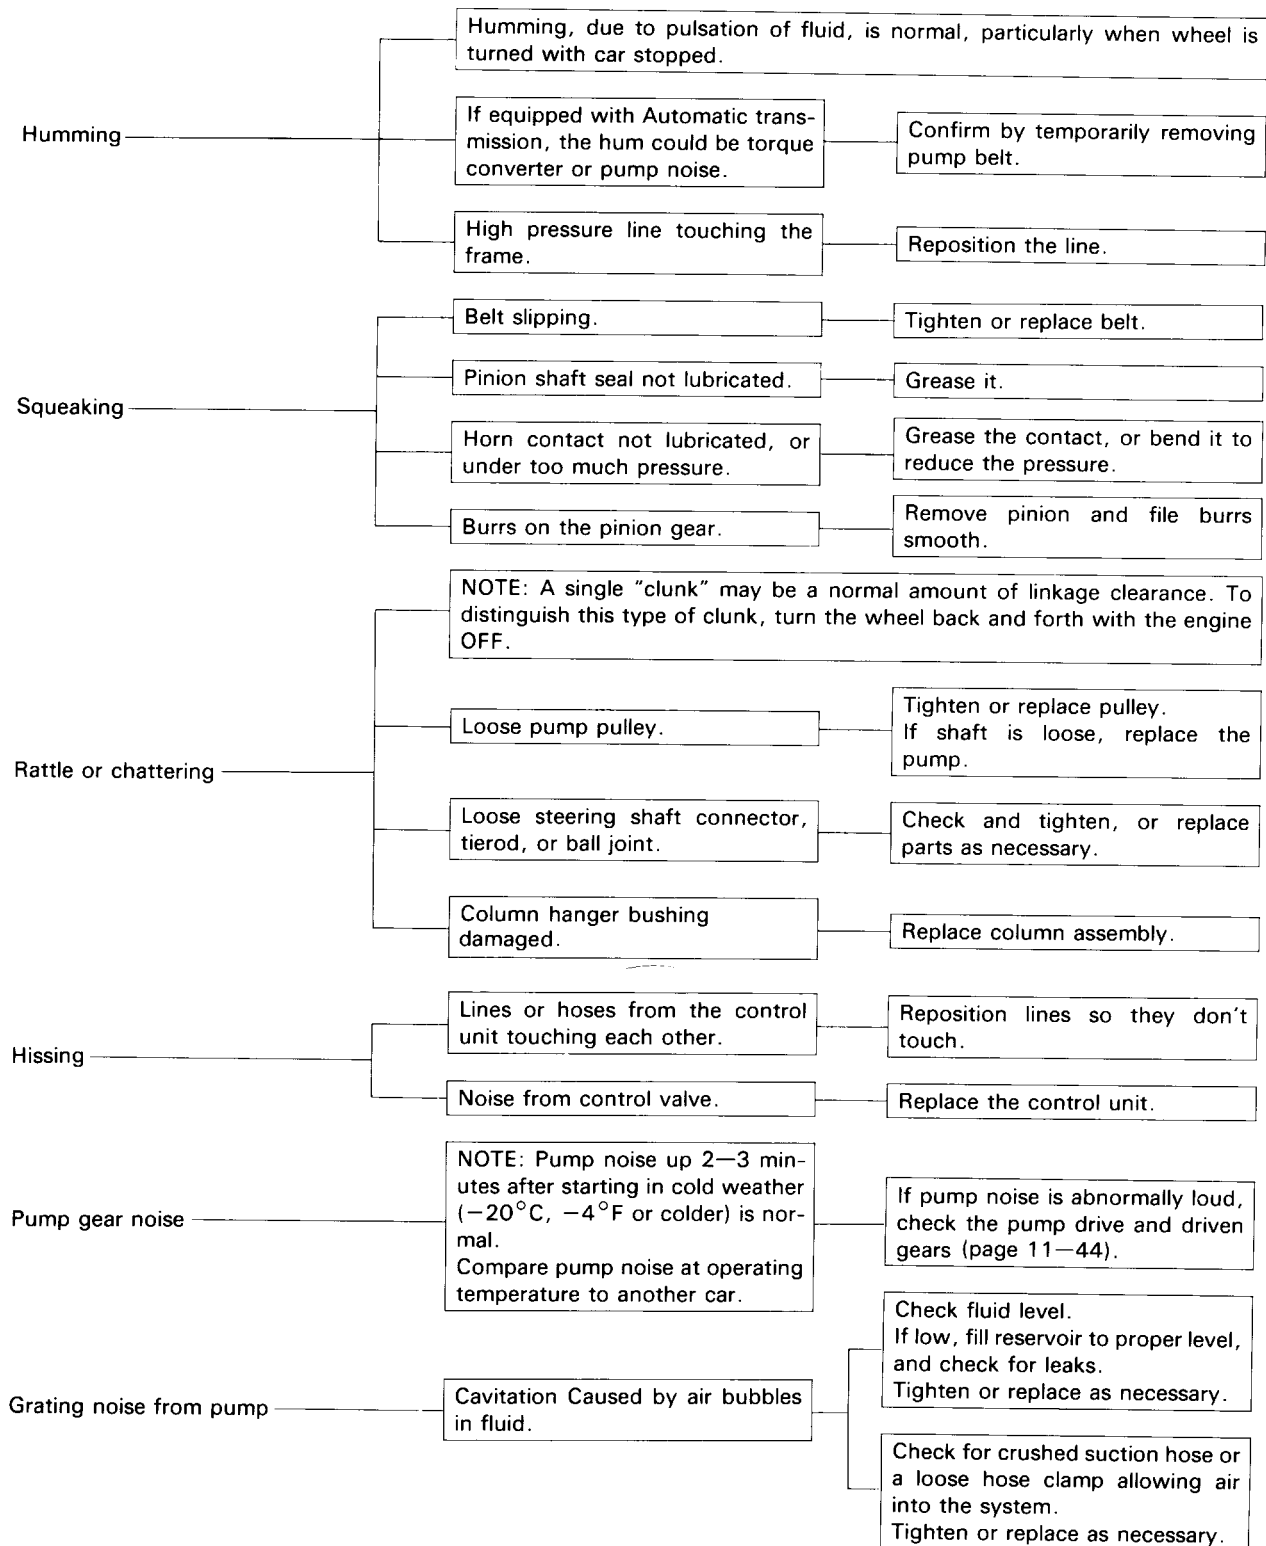 Humming, due to pulsation of fluid, is normal, particularly when wheel is
turned with car stopped.
Humming
If equipped with Automatic trans-
mission, the hum could be torque
converter or pump noise.
Confirm by temporarily removing
pump belt.
High pressure line touching the
frame.
Reposition the line.
Squeaking
Belt slipping.
Tighten or replace belt.
Pinion shaft seal not lubricated.
Grease it.
Horn contact not lubricated, or
under too much pressure.
Grease the contact, or bend it to
reduce the pressure.
Burrs on the pinion gear.
Remove pinion and file burrs
smooth.
Rattle or chattering
NOTE: A single "clunk" may be a normal amount of linkage clearance. To
distinguish this type of clunk, turn the wheel back and forth with the engine
OFF.
Loose pump pulley.
Tighten or replace pulley.
If shaft is loose, replace the
pump.
Loose steering shaft connector,
tierod, or ball joint.
Check and tighten, or replace
parts as necessary.
Column hanger bushing
damaged.
Replace column assembly.
Hissing
Lines or hoses from the control
unit touching each other.
Reposition lines so they don't
touch.
Noise from control valve.
Replace the control unit.
Pump gear noise
NOTE: Pump noise up 2—3 min-
utes after starting in cold weather
(−20°C, −4°F or colder) is nor-
mal.
Compare pump noise at operating
temperature to another car.
If pump noise is abnormally loud,
check the pump drive and driven
gears (page 11—44).
Grating noise from pump
Cavitation Caused by air bubbles
in fluid.
Check fluid level.
If low, fill reservoir to proper level,
and check for leaks.
Tighten or replace as necessary.
Check for crushed suction hose or
a loose hose clamp allowing air
into the system.
Tighten or replace as necessary.